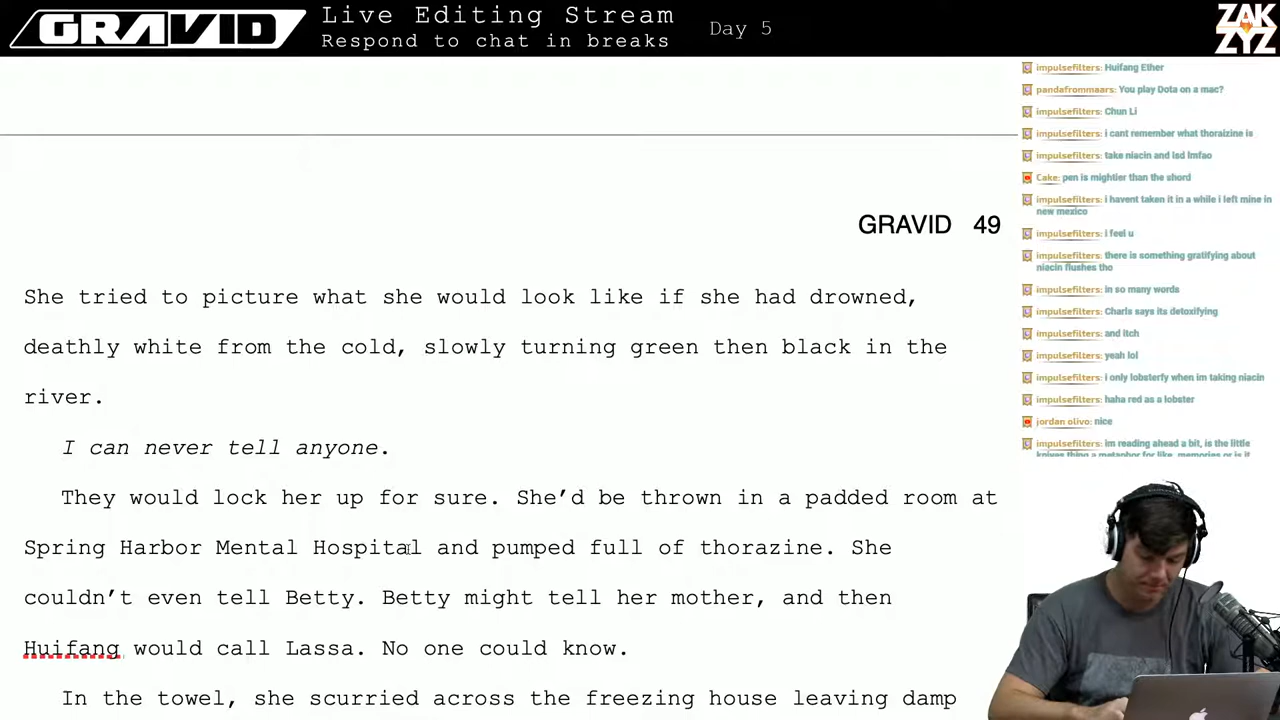 GRAVID
Live Editing Stream
Respond to chat in breaks
Day 5
ZAK
ZYZ
GRAVID 49
She tried to picture what she would look like if she had drowned,
deathly white from the cold, slowly turning green then black in the
river.
I can never tell anyone.
They would lock her up for sure. She’d be thrown in a padded room at
Spring Harbor Mental Hospital and pumped full of thorazine. She
couldn’t even tell Betty. Betty might tell her mother, and then
Huifang would call Lassa. No one could know.
In the towel, she scurried across the freezing house leaving damp
impulsefilters: Huifang Ether
pandafrommaars: You play Dota on a mac?
impulsefilters: Chun Li
impulsefilters: i cant remember what thoraizine is
impulsefilters: take niacin and lsd lmfao
Cake: pen is mightier than the shord
impulsefilters: i havent taken it in a while i left mine in
new mexico
impulsefilters: i feel u
impulsefilters: there is something gratifying about
niacin flushes tho
impulsefilters: in so many words
impulsefilters: Charls says its detoxifying
impulsefilters: and itch
impulsefilters: yeah lol
impulsefilters: i only lobsterfy when im taking niacin
impulsefilters: haha red as a lobster
jordan olivo: nice
impulsefilters: im reading ahead a bit, is the little
knives thing a metaphor for like, memories or is it